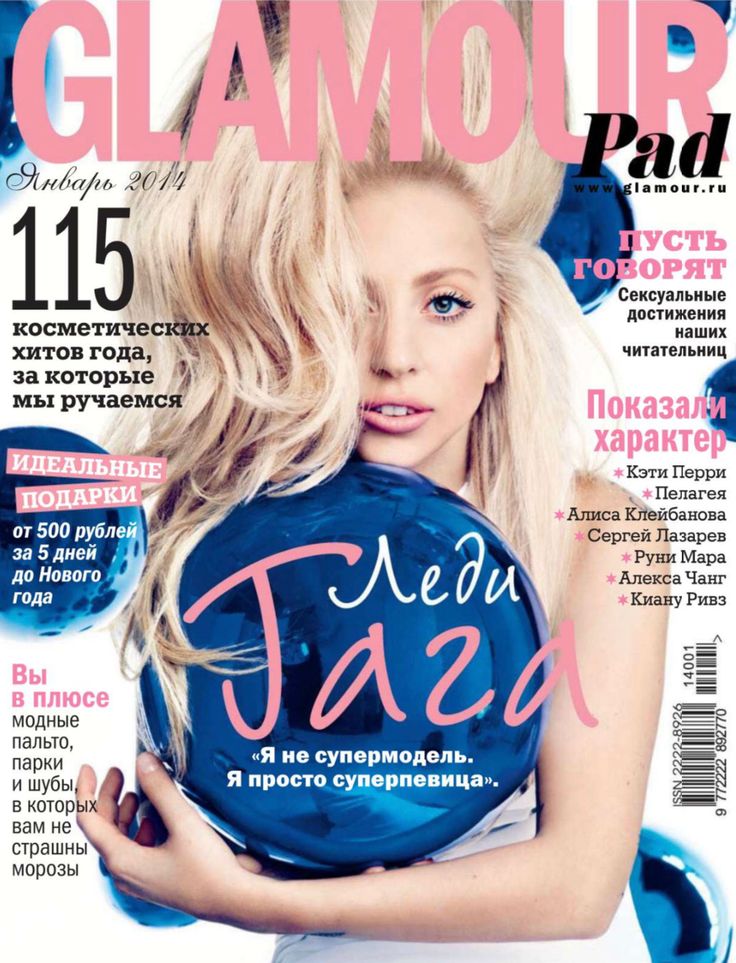 GLAMOUR
Pad
www.glamour.ru
Январь 2014
115
косметических
хитов года,
за которые
мы ручаемся
ИДЕАЛЬНЫЕ
ПОДАРКИ
от 500 рублей
за 5 дней
до Нового
года
Вы
в плюсе
модные
пальто,
парки
и шубы,
в которых
вам не
страшны
морозы
ПУСТЬ
ГОВОРЯТ
Сексуальные
достижения
наших
читательниц
Показали
характер
✶Кэти Перри
✶Пелагея
✶Алиса Клейбанова
✶Сергей Лазарев
✶Руни Мара
✶Алекса Чанг
✶Киану Ривз
Леди
Гага
«Я не супермодель.
Я просто суперпевица».
ISSN 2222-8926
14001
9 772222 892770